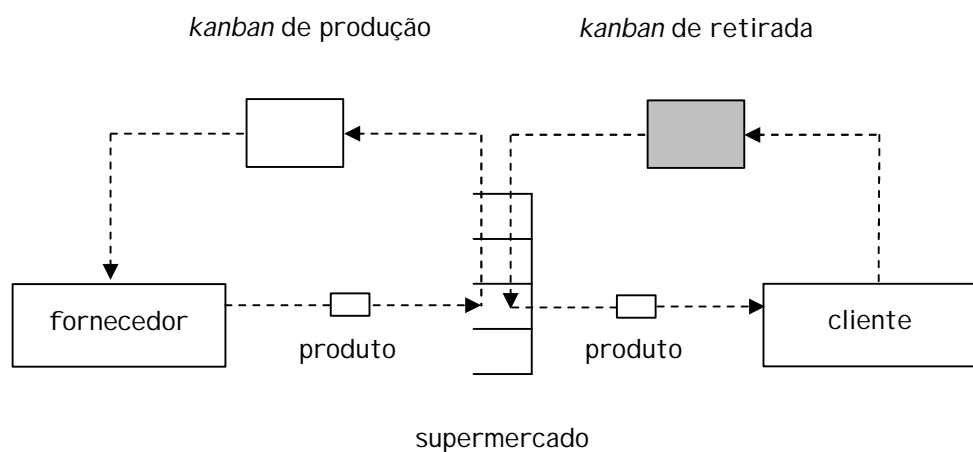 kanban de produção
kanban de retirada
fornecedor
cliente
produto
produto
supermercado